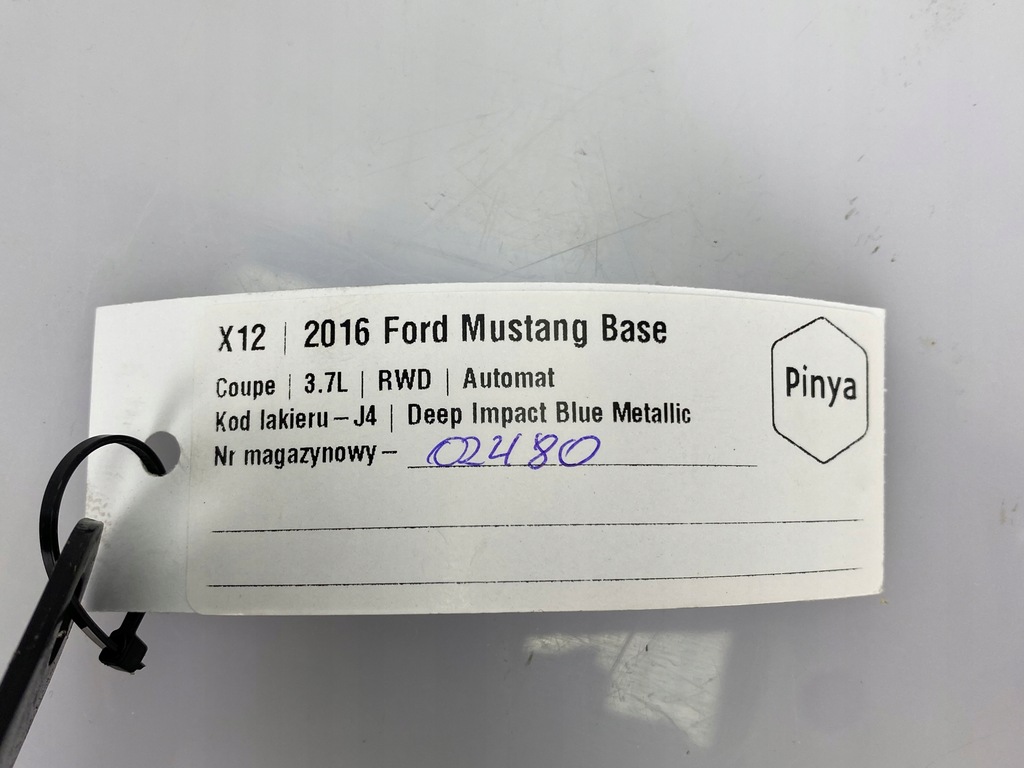 X12 | 2016 Ford Mustang Base
Coupe | 3.7L | RWD | Automat
Kod lakieru – J4 | Deep Impact Blue Metallic
Nr magazynowy – 02480
Pinya